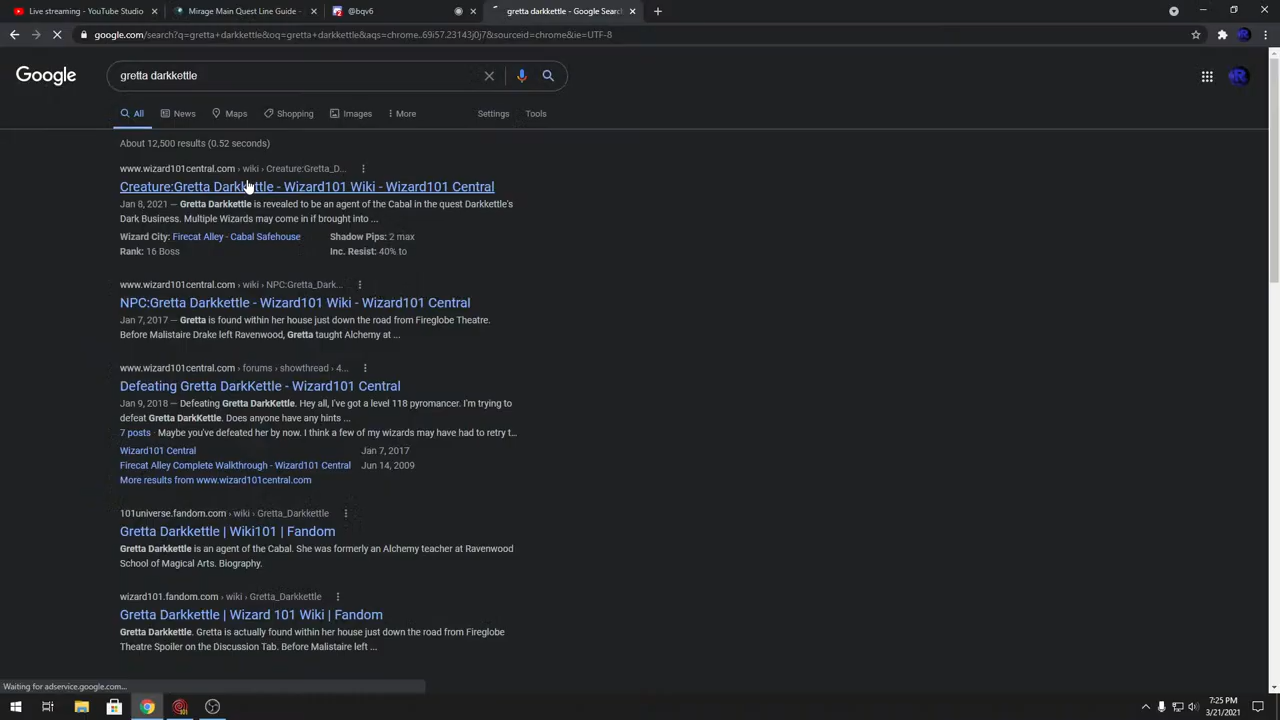 Live streaming - YouTube Studio
Mirage Main Quest Line Guide -
@bqv6
gretta darkkettle - Google Search
google.com/search?q=gretta+darkkettle&oq=gretta+darkkettle&aqs=chrome..69i57.23143j0j7&sourceid=chrome&ie=UTF-8
Google
gretta darkkettle
All
News
Maps
Shopping
Images
More
Settings
Tools
About 12,500 results (0.52 seconds)
www.wizard101central.com › wiki › Creature:Gretta_D...
Creature:Gretta Darkkettle - Wizard101 Wiki - Wizard101 Central
Jan 8, 2021 — Gretta Darkkettle is revealed to be an agent of the Cabal in the quest Darkkettle's
Dark Business. Multiple Wizards may come in if brought into ...
Wizard City: Firecat Alley - Cabal Safehouse
Shadow Pips: 2 max
Rank: 16 Boss
Inc. Resist: 40% to
www.wizard101central.com › wiki › NPC:Gretta_Dark...
NPC:Gretta Darkkettle - Wizard101 Wiki - Wizard101 Central
Jan 7, 2017 — Gretta is found within her house just down the road from Fireglobe Theatre.
Before Malistaire Drake left Ravenwood, Gretta taught Alchemy at ...
www.wizard101central.com › forums › showthread › 4...
Defeating Gretta DarkKettle - Wizard101 Central
Jan 9, 2018 — Defeating Gretta DarkKettle. Hey all, I've got a level 118 pyromancer. I'm trying to
defeat Gretta DarkKettle. Does anyone have any hints ...
7 posts · Maybe you've defeated her by now. I think a few of my wizards may have had to retry t...
Wizard101 Central
Jan 7, 2017
Firecat Alley Complete Walkthrough - Wizard101 Central
Jun 14, 2009
More results from www.wizard101central.com
101universe.fandom.com › wiki › Gretta_Darkkettle
Gretta Darkkettle | Wiki101 | Fandom
Gretta Darkkettle is an agent of the Cabal. She was formerly an Alchemy teacher at Ravenwood
School of Magical Arts. Biography.
wizard101.fandom.com › wiki › Gretta_Darkkettle
Gretta Darkkettle | Wizard 101 Wiki | Fandom
Gretta Darkkettle. Gretta is actually found within her house just down the road from Fireglobe
Theatre Spoiler on the Discussion Tab. Before Malistaire left ...
Waiting for adservice.google.com...
7:25 PM
3/21/2021